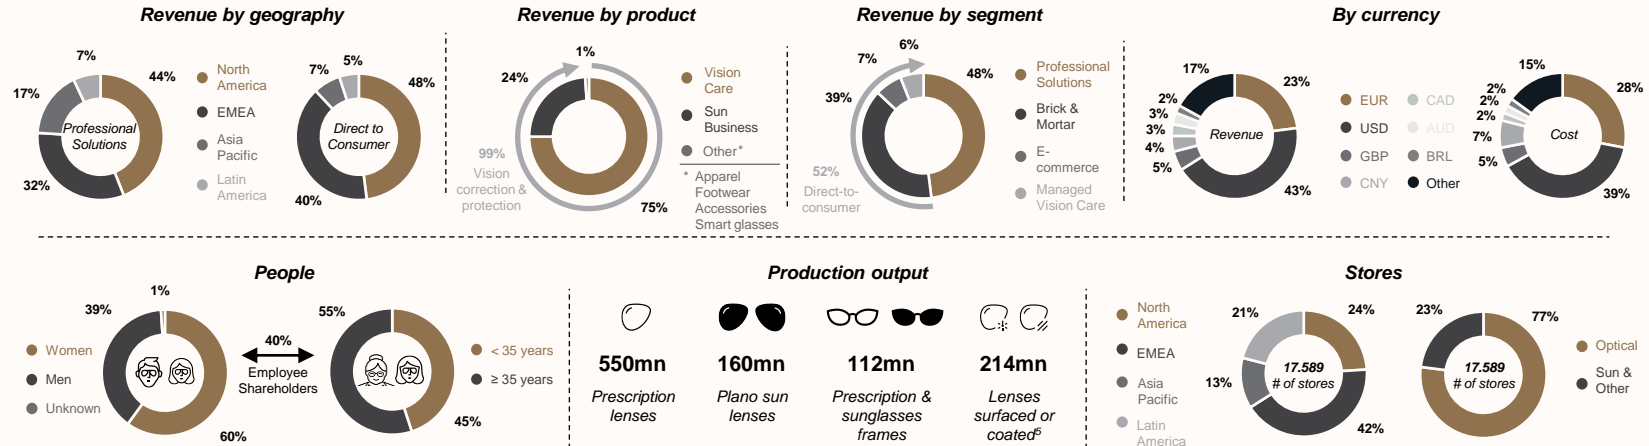 Revenue by geography
7%
44%
17%
32%
Professional
Solutions
North
America
EMEA
Asia
Pacific
Latin
America
5%
7%
48%
40%
Direct to
Consumer
Revenue by product
1%
24%
75%
99%
Vision
correction &
protection
Vision
Care
Sun
Business
Other*
* Apparel
Footwear
Accessories
Smart glasses
Revenue by segment
6%
7%
48%
39%
52%
Direct-to-
consumer
Professional
Solutions
Brick &
Mortar
E-
commerce
Managed
Vision Care
By currency
17%
23%
2%
3%
3%
4%
5%
43%
Revenue
EUR
CAD
USD
AUD
GBP
BRL
CNY
Other
15%
28%
2%
2%
2%
7%
5%
39%
Cost
People
1%
39%
60%
Women
Men
Unknown
40%
Employee
Shareholders
55%
45%
< 35 years
≥ 35 years
Production output
550mn
Prescription
lenses
160mn
Plano sun
lenses
112mn
Prescription &
sunglasses
frames
214mn
Lenses
surfaced or
coated⁵
Stores
North
America
EMEA
Asia
Pacific
Latin
America
21%
24%
13%
42%
17.589
# of stores
23%
77%
17.589
# of stores
Optical
Sun &
Other